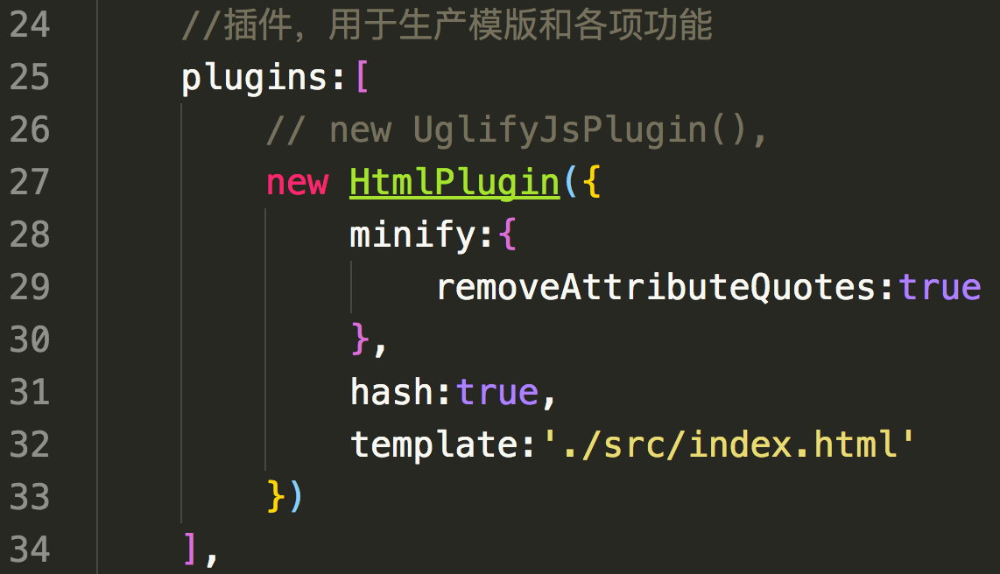 24 //插件，用于生产模版和各项功能
25 plugins:[
26 // new UglifyJsPlugin(),
27 new HtmlPlugin({
28 minify:{
29 removeAttributeQuotes:true
30 },
31 hash:true,
32 template:'./src/index.html'
33 })
34 ],